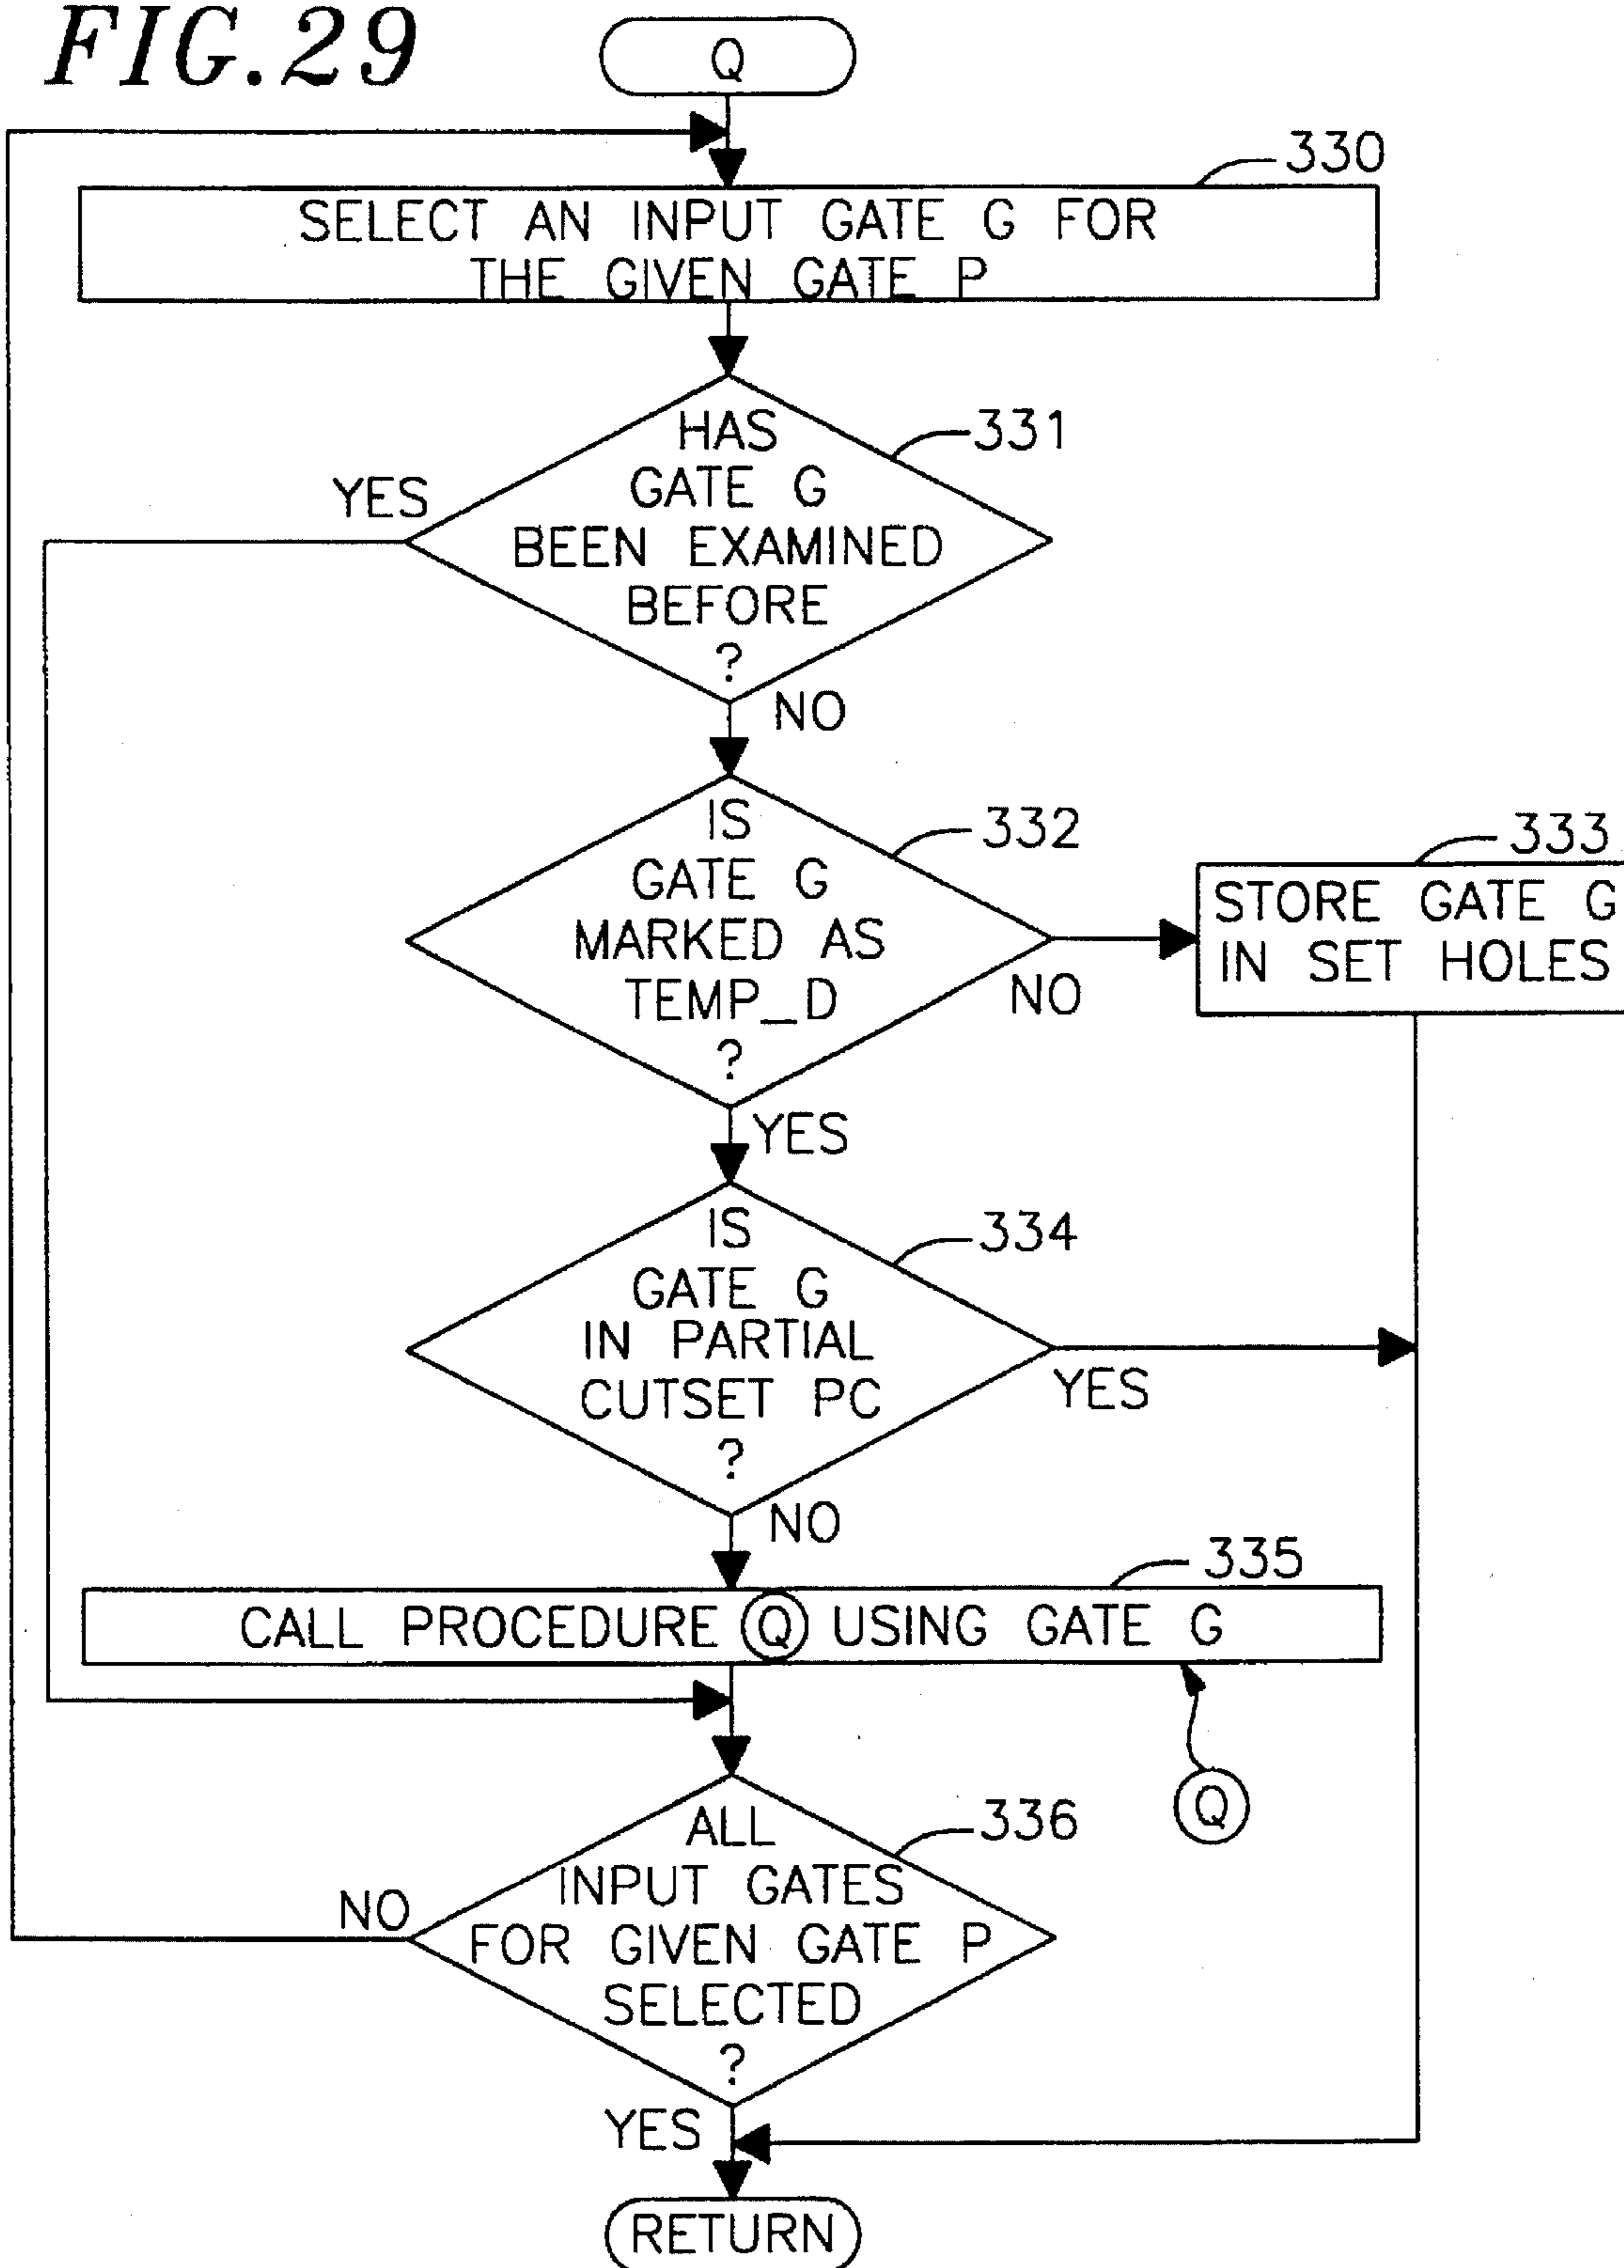 FIG.29
Q
330
SELECT AN INPUT GATE G FOR
THE GIVEN GATE P
331
HAS
GATE G
BEEN EXAMINED
BEFORE
?
YES
NO
332
IS
GATE G
MARKED AS
TEMP_D
?
NO
333
STORE GATE G
IN SET HOLES
YES
334
IS
GATE G
IN PARTIAL
CUTSET PC
?
YES
NO
335
CALL PROCEDURE Q USING GATE G
Q
336
ALL
INPUT GATES
FOR GIVEN GATE P
SELECTED
?
NO
YES
RETURN